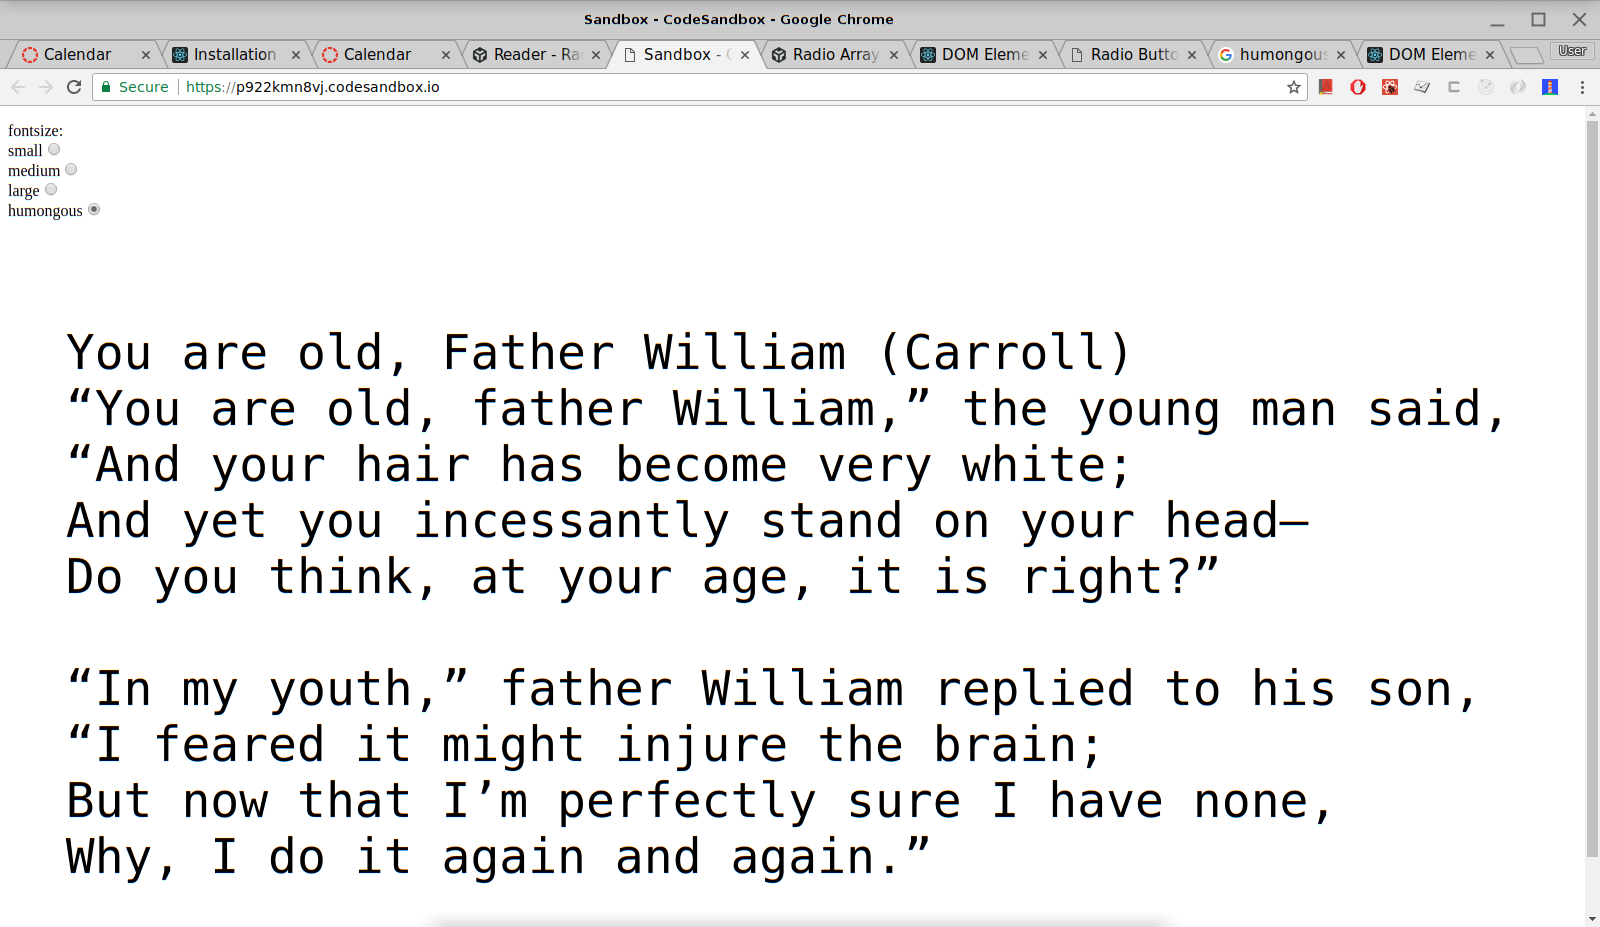 Sandbox - CodeSandbox - Google Chrome
Calendar
Installation
Calendar
Reader - Ra
Sandbox - C
Radio Array
DOM Eleme
Radio Butto
humongous
DOM Eleme
User
Secure https://p922kmn8vj.codesandbox.io
fontsize:
small
medium
large
humongous
You are old, Father William (Carroll)
“You are old, father William,” the young man said,
“And your hair has become very white;
And yet you incessantly stand on your head—
Do you think, at your age, it is right?”
“In my youth,” father William replied to his son,
“I feared it might injure the brain;
But now that I’m perfectly sure I have none,
Why, I do it again and again.”